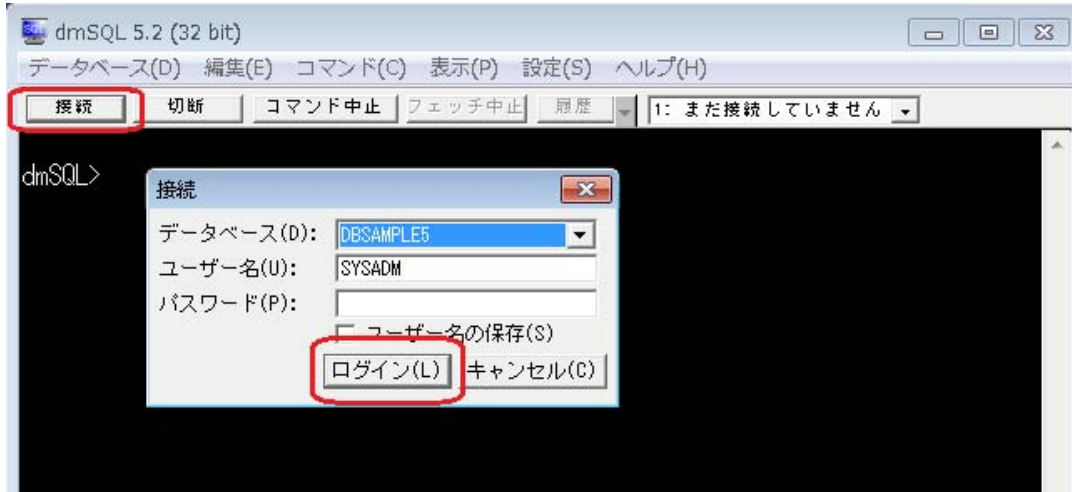 dmSQL 5.2 (32 bit)
データベース(D) 編集(E) コマンド(C) 表示(P) 設定(S) ヘルプ(H)
接続 切断 コマンド中止 フェッチ中止 履歴 1: まだ接続していません
dmSQL>
接続
データベース(D): DBSAMPLE5
ユーザー名(U): SYSADM
パスワード(P):
ユーザー名の保存(S)
ログイン(L) キャンセル(C)